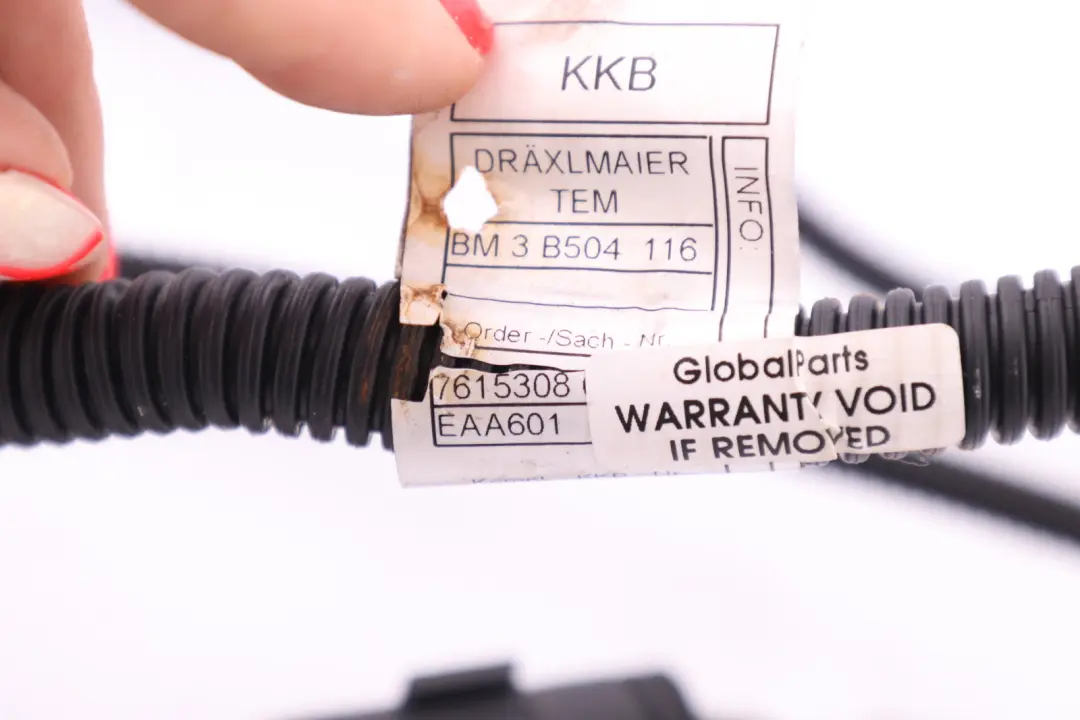 KKB
DRÄXLMAIER
TEM
BM 3 B504 116
INFO:
Order -/Sach - Nr
7615308
EAA601
GlobalParts
WARRANTY VOID
IF REMOVED